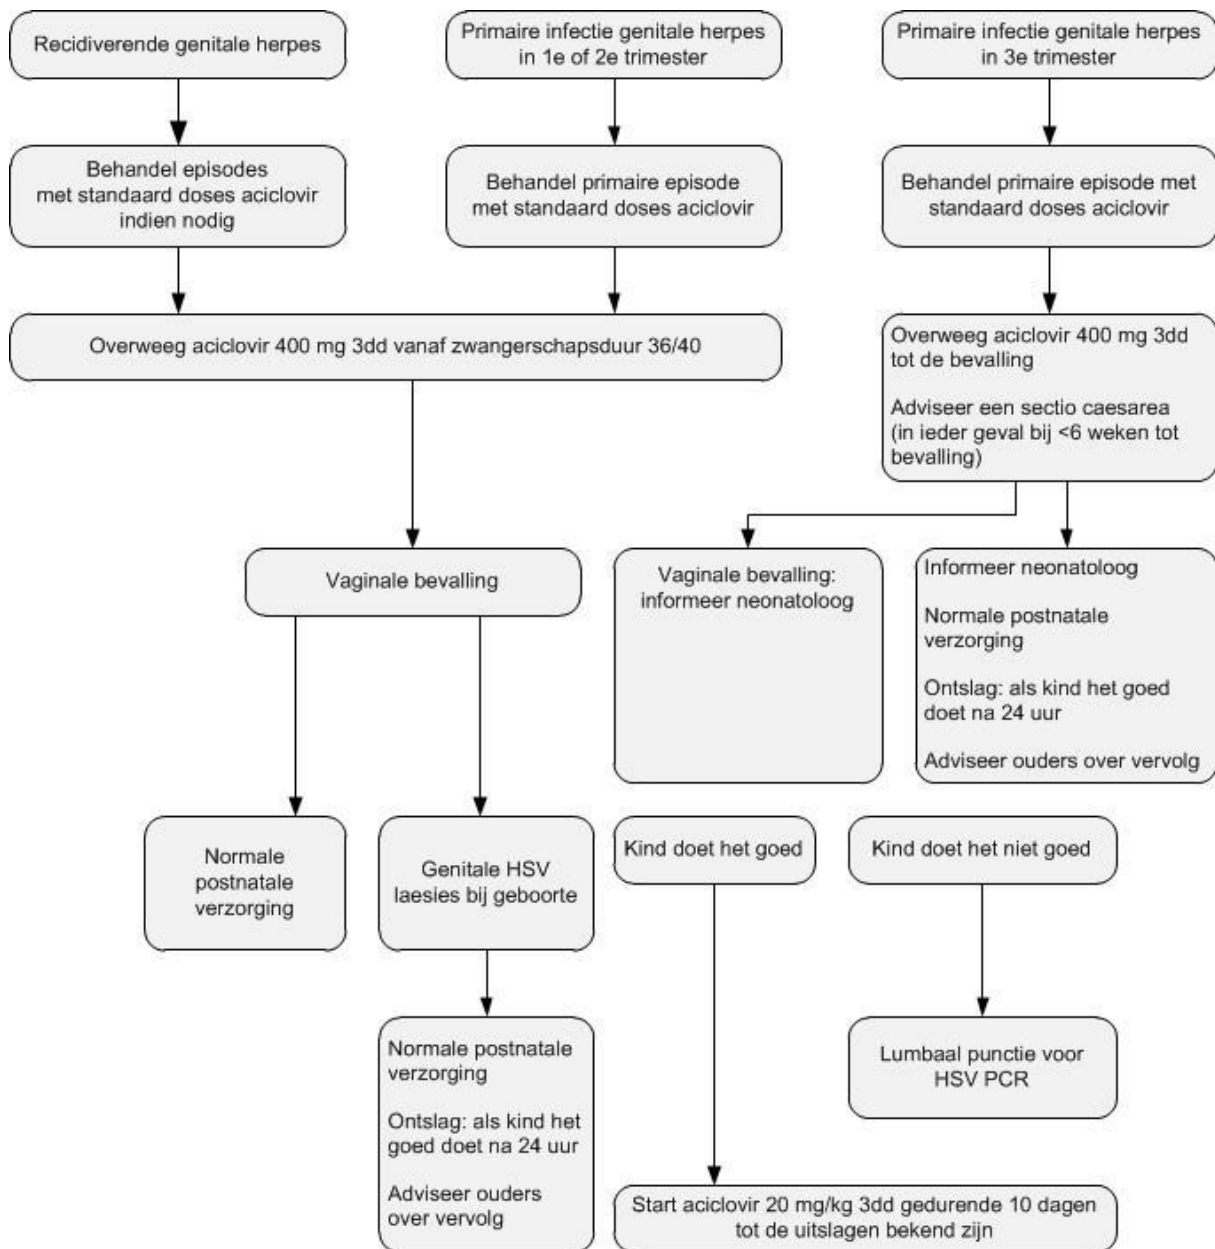 Recidiverende genitale herpes
Primaire infectie genitale herpes
in 1e of 2e trimester
Primaire infectie genitale herpes
in 3e trimester
Behandel episodes
met standaard doses aciclovir
indien nodig
Behandel primaire episode
met standaard doses aciclovir
Behandel primaire episode met
standaard doses aciclovir
Overweeg aciclovir 400 mg 3dd vanaf zwangerschapsduur 36/40
Overweeg aciclovir 400 mg 3dd
tot de bevalling
Adviseer een sectio caesarea
(in ieder geval bij <6 weken tot
bevalling)
Vaginale bevalling
Vaginale bevalling:
informeer neonatoloog
Informeer neonatoloog
Normale postnatale
verzorging
Ontslag: als kind het goed
doet na 24 uur
Adviseer ouders over vervolg
Normale
postnatale
verzorging
Genitale HSV
laesies bij geboorte
Kind doet het goed
Kind doet het niet goed
Normale postnatale
verzorging
Ontslag: als kind het
goed doet na 24 uur
Adviseer ouders
over vervolg
Lumbaal punctie voor
HSV PCR
Start aciclovir 20 mg/kg 3dd gedurende 10 dagen
tot de uitslagen bekend zijn